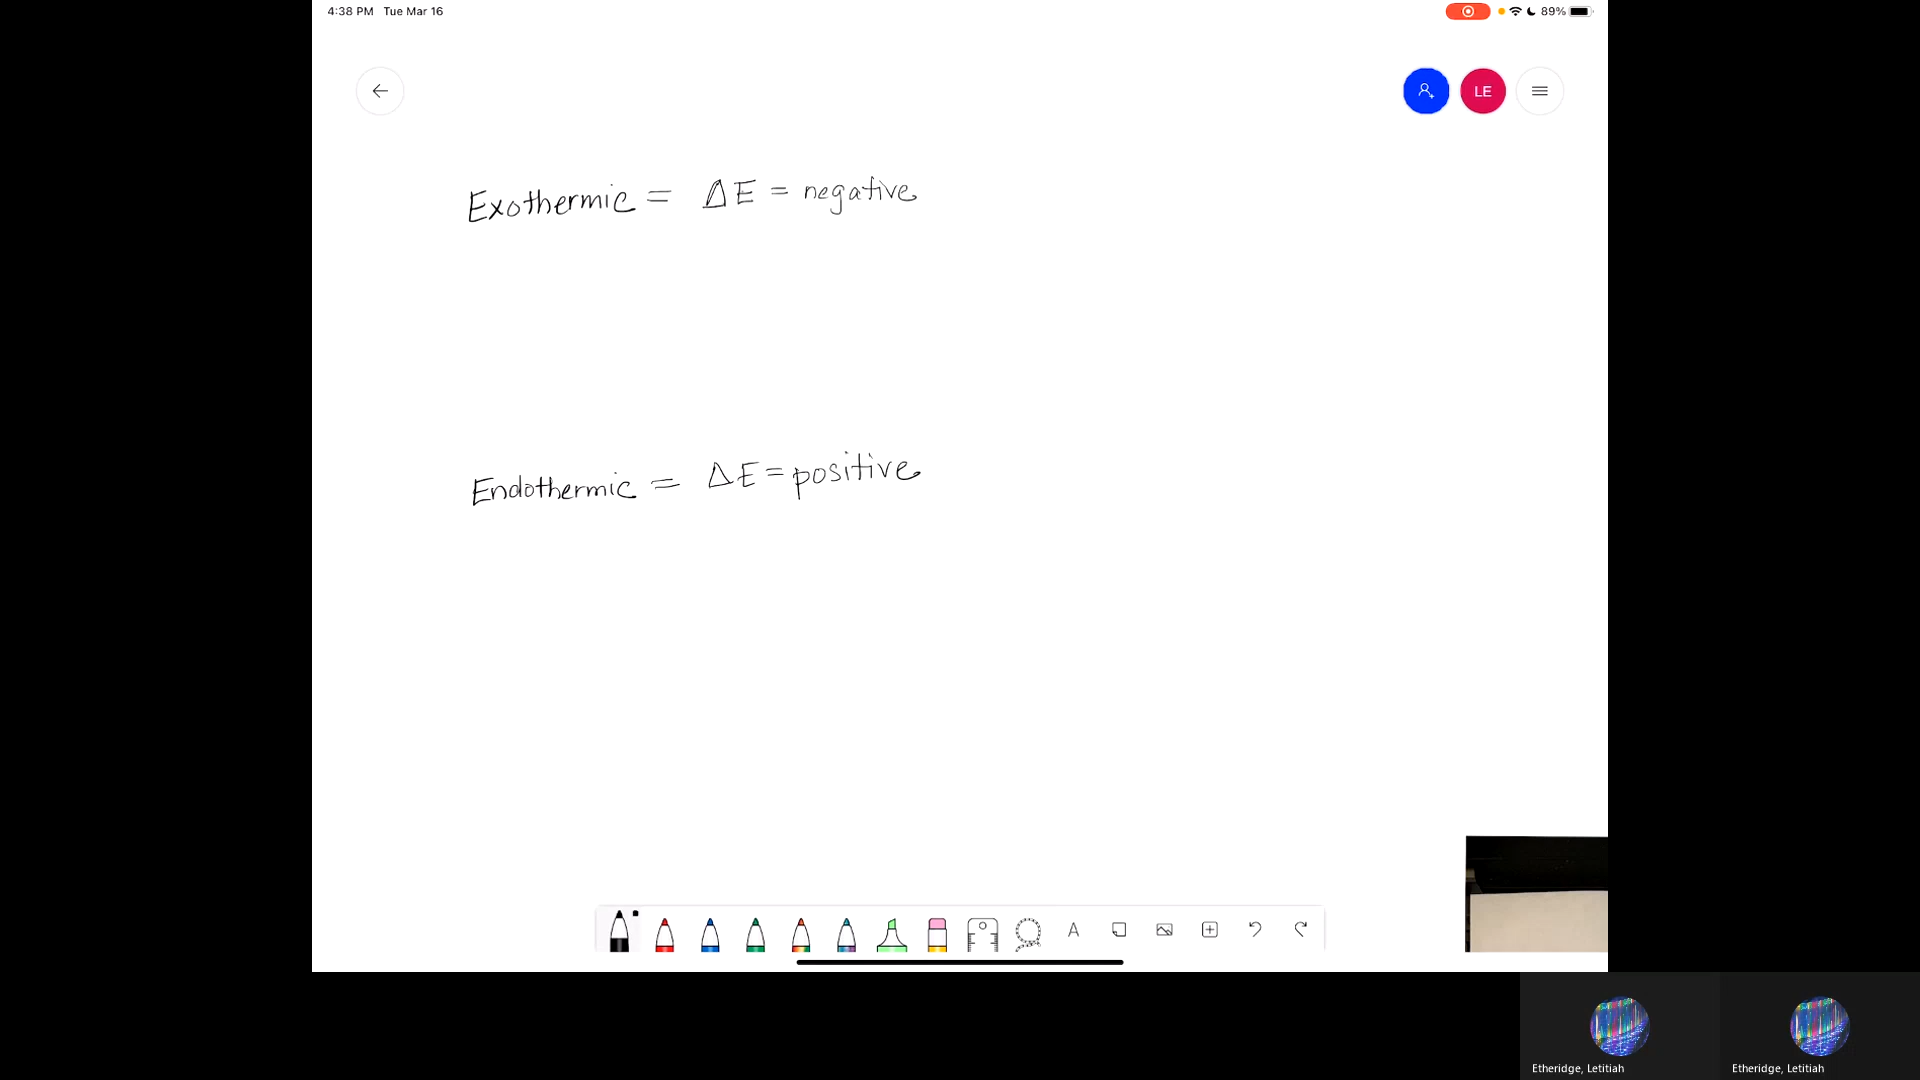 4:38 PM Tue Mar 16 89%
LE
Exothermic = ΔE = negative
Endothermic = ΔE = positive
A
Etheridge, Letitiah Etheridge, Letitiah